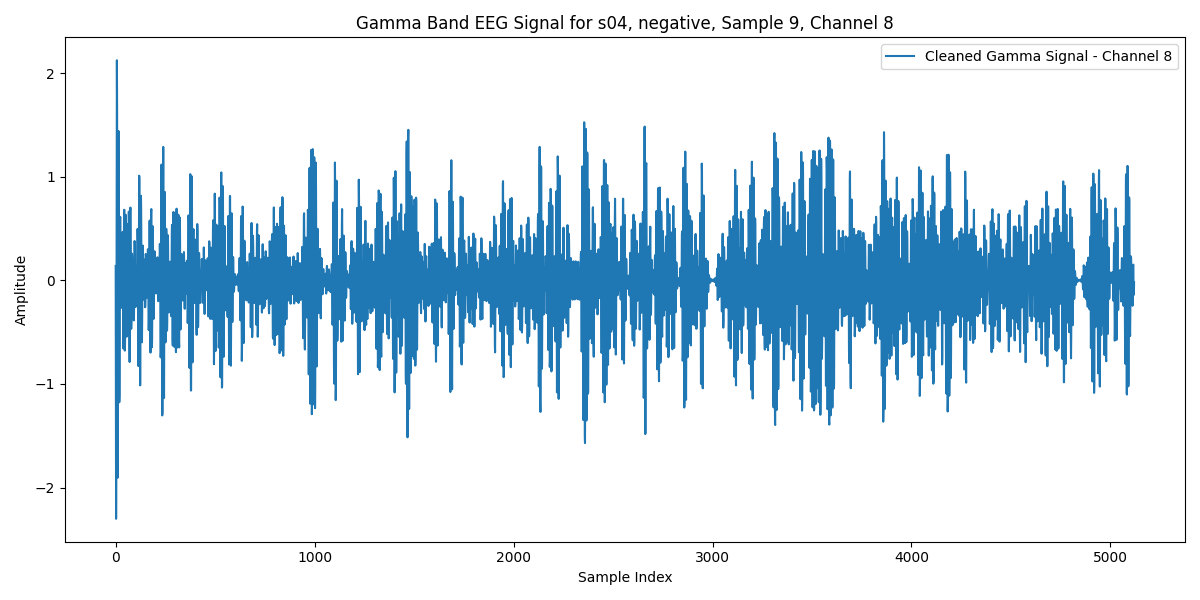 Gamma Band EEG Signal for s04, negative, Sample 9, Channel 8
Cleaned Gamma Signal - Channel 8
2
1
0
−1
−2
Amplitude
0 1000 2000 3000 4000 5000
Sample Index